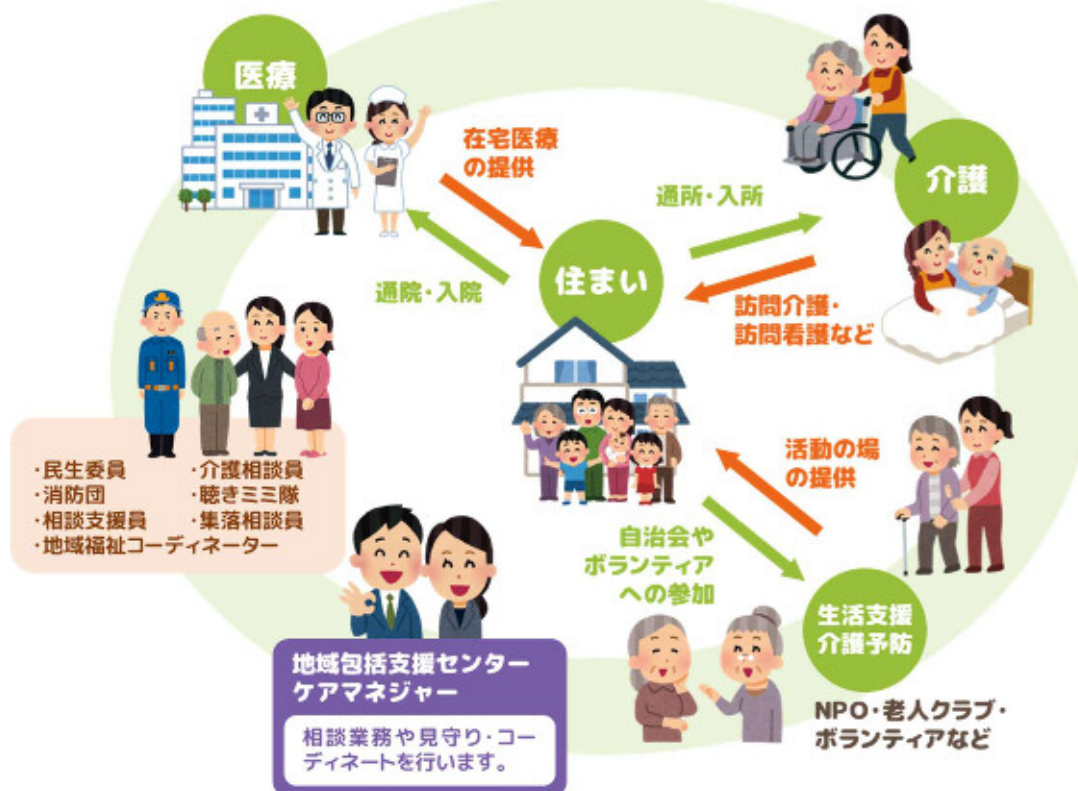 医療
在宅医療
の提供
通院・入院
介護
通所・入所
訪問介護・
訪問看護など
住まい
・民生委員　・介護相談員
・消防団　・聴きミミ隊
・相談支援員　・集落相談員
・地域福祉コーディネーター
活動の場
の提供
自治会や
ボランティア
への参加
生活支援
介護予防
NPO・老人クラブ・
ボランティアなど
地域包括支援センター
ケアマネジャー
相談業務や見守り・コー
ディネートを行います。